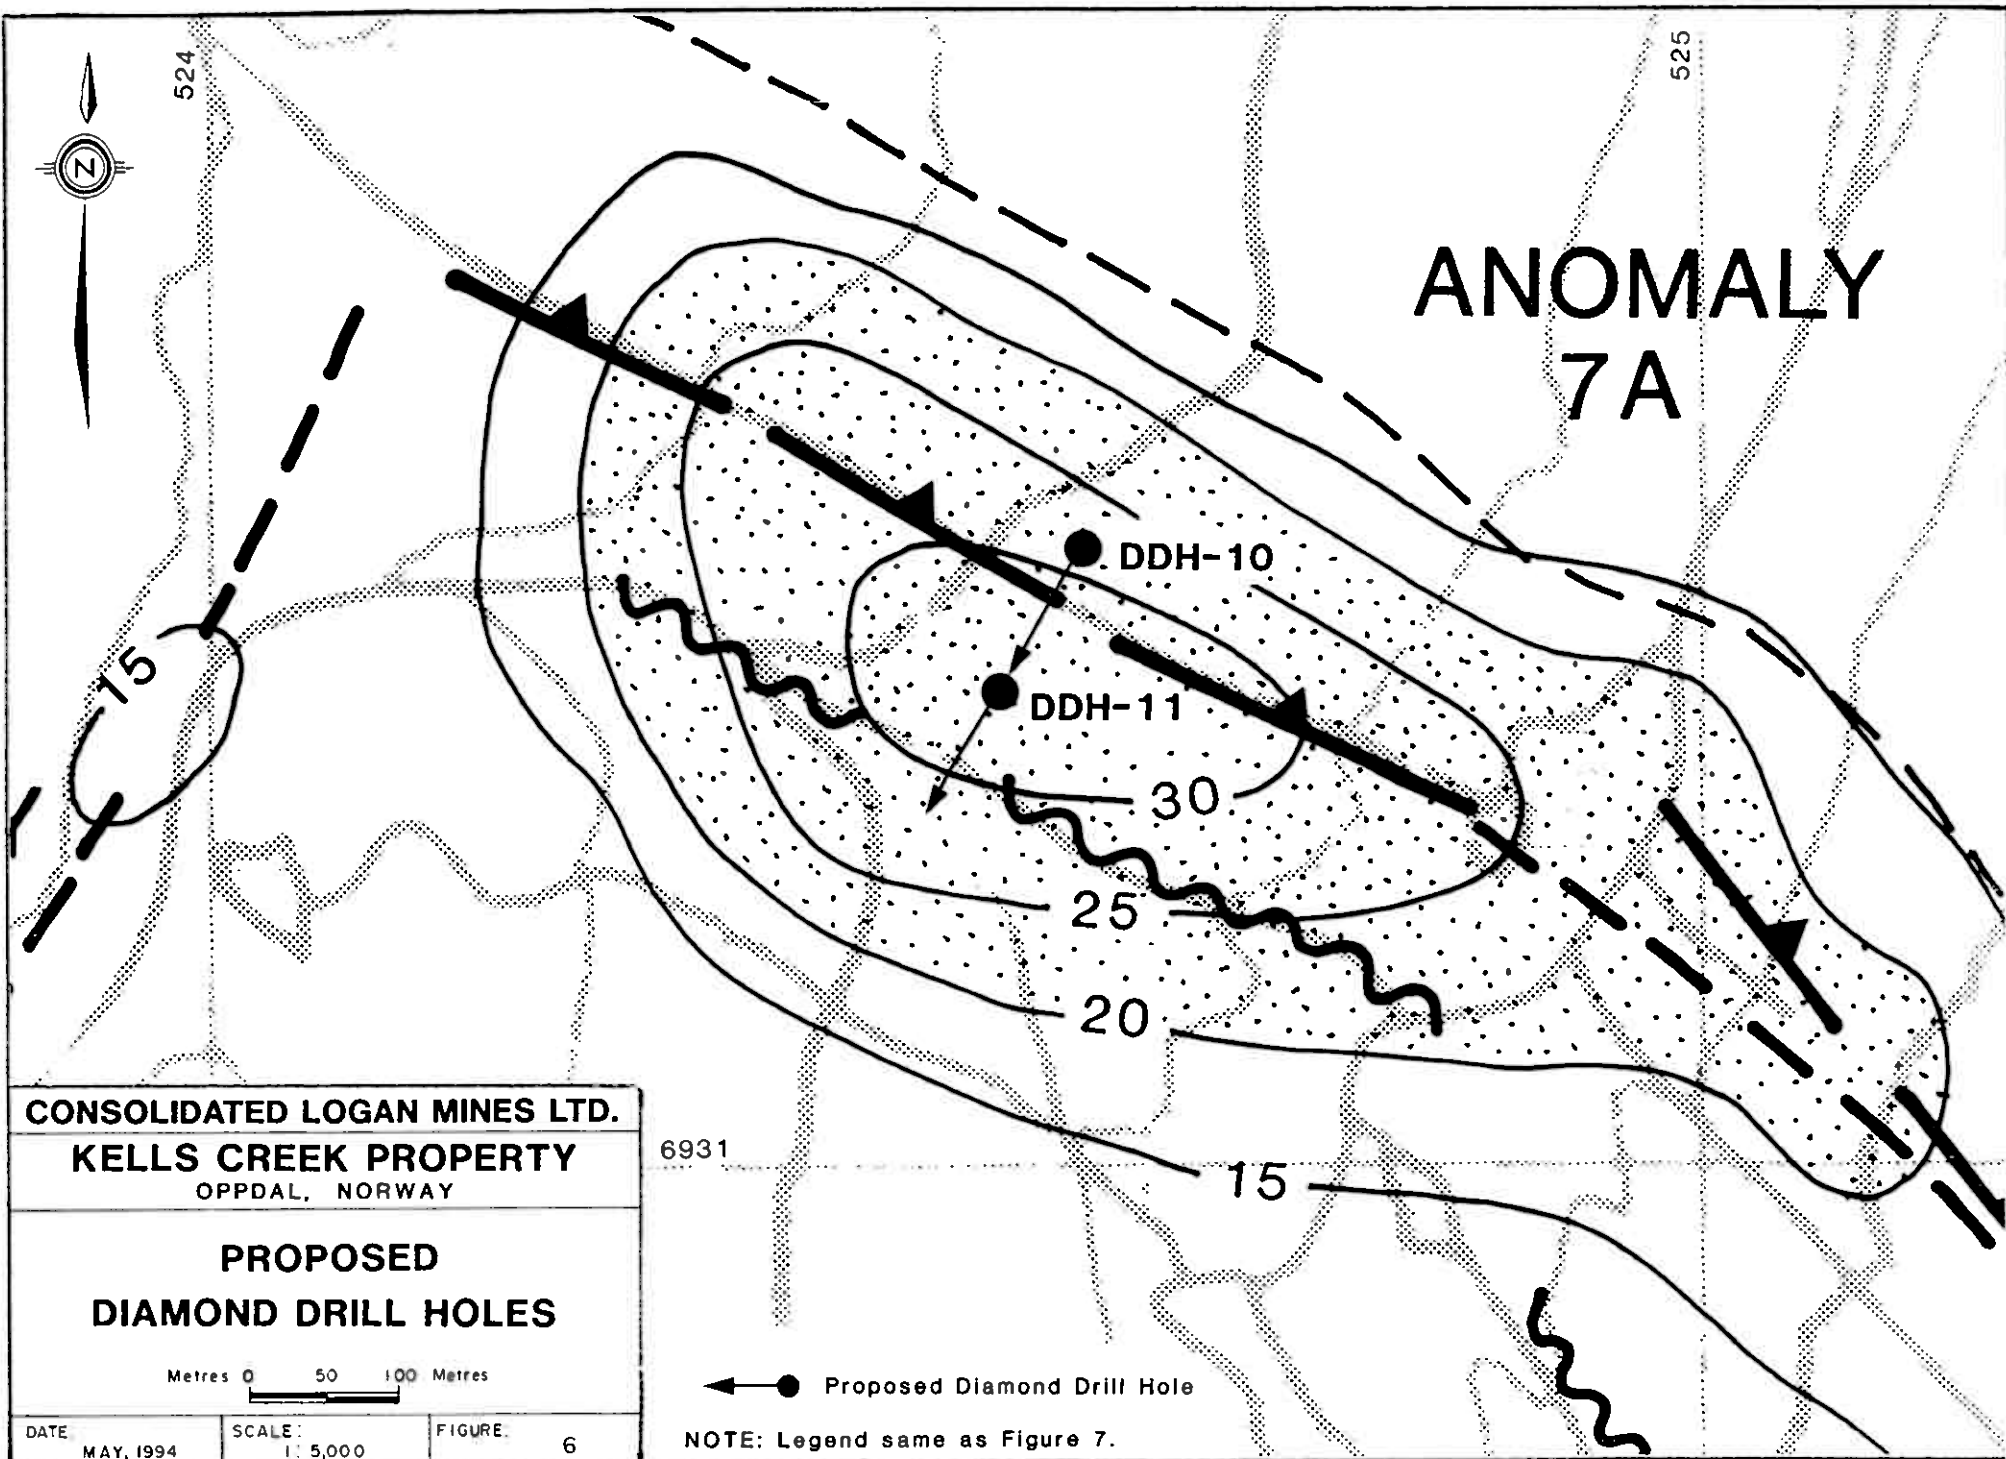 524
525
N
ANOMALY
7A
DDH-10
DDH-11
15
30
25
20
15
6931
CONSOLIDATED LOGAN MINES LTD.
KELLS CREEK PROPERTY
OPPDAL, NORWAY
PROPOSED
DIAMOND DRILL HOLES
Metres 0 50 100 Metres
DATE
MAY, 1994
SCALE:
1: 5,000
FIGURE:
6
Proposed Diamond Drill Hole
NOTE: Legend same as Figure 7.